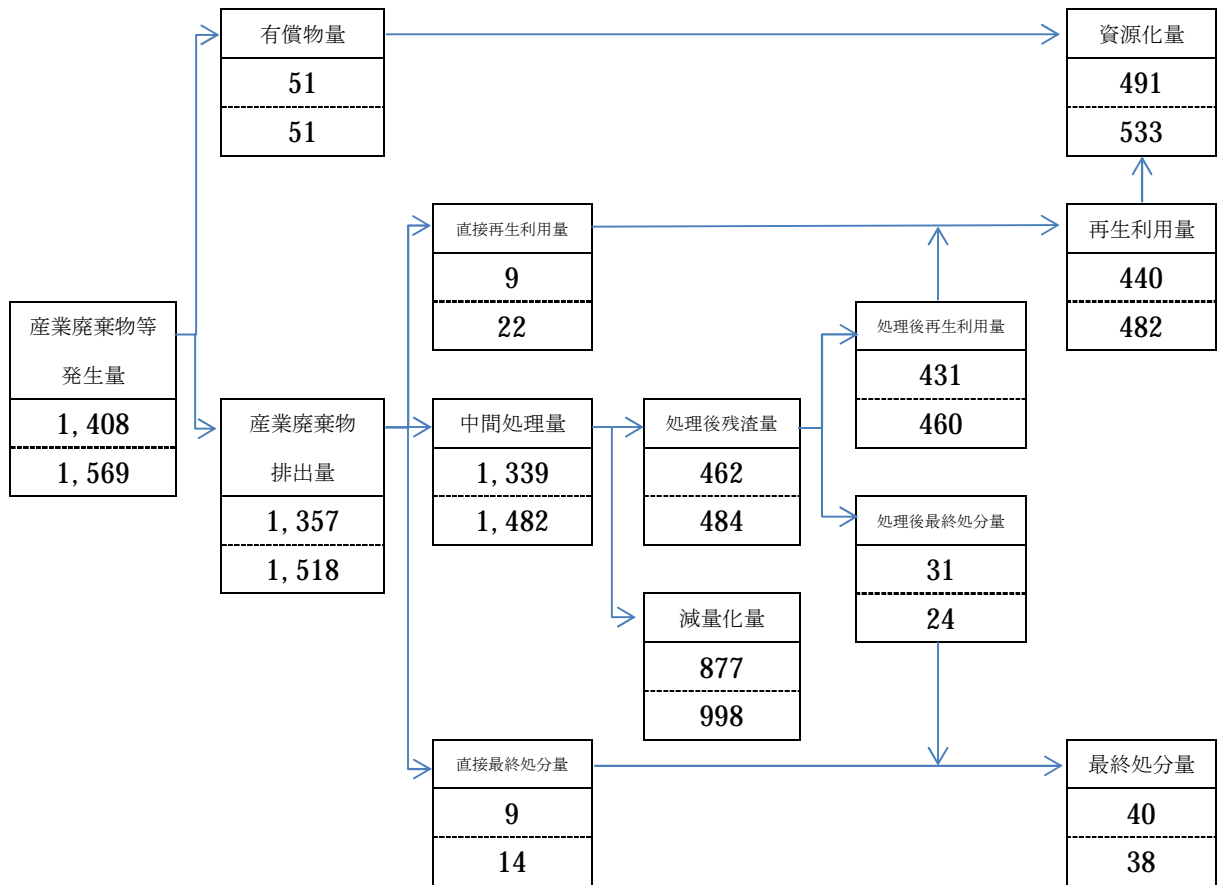 有償物量
51
51
資源化量
491
533
直接再生利用量
9
22
再生利用量
440
482
産業廃棄物等
発生量
1,408
1,569
処理後再生利用量
431
460
産業廃棄物
排出量
1,357
1,518
中間処理量
1,339
1,482
処理後残渣量
462
484
処理後最終処分量
31
24
減量化量
877
998
直接最終処分量
9
14
最終処分量
40
38